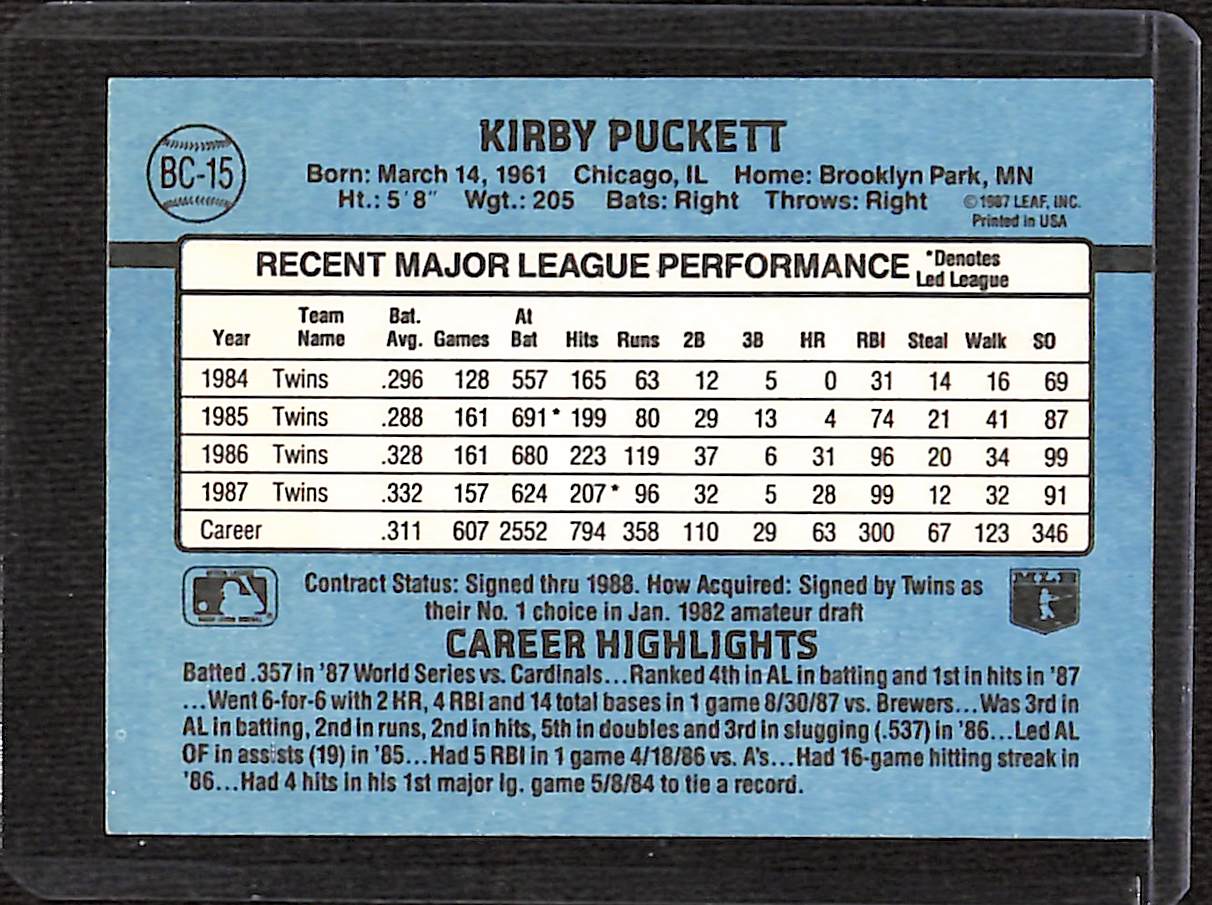 BC-15
KIRBY PUCKETT
Born: March 14, 1961 Chicago, IL Home: Brooklyn Park, MN
Ht.: 5'8" Wgt.: 205 Bats: Right Throws: Right ©1987 LEAF, INC.
Printed in USA
RECENT MAJOR LEAGUE PERFORMANCE *Denotes
Led League
Year Team Name Bat. Avg. Games At Bat Hits Runs 2B 3B HR RBI Steal Walk SO
1984 Twins .296 128 557 165 63 12 5 0 31 14 16 69
1985 Twins .288 161 691* 199 80 29 13 4 74 21 41 87
1986 Twins .328 161 680 223 119 37 6 31 96 20 34 99
1987 Twins .332 157 624 207* 96 32 5 28 99 12 32 91
Career .311 607 2552 794 358 110 29 63 300 67 123 346
Contract Status: Signed thru 1988. How Acquired: Signed by Twins as
their No. 1 choice in Jan. 1982 amateur draft
MLB
CAREER HIGHLIGHTS
Batted .357 in '87 World Series vs. Cardinals...Ranked 4th in AL in batting and 1st in hits in '87
...Went 6-for-6 with 2 HR, 4 RBI and 14 total bases in 1 game 8/30/87 vs. Brewers...Was 3rd in
AL in batting, 2nd in runs, 2nd in hits, 5th in doubles and 3rd in slugging (.537) in '86...Led AL
OF in assists (19) in '85...Had 5 RBI in 1 game 4/18/86 vs. A's...Had 16-game hitting streak in
'86...Had 4 hits in his 1st major lg. game 5/8/84 to tie a record.